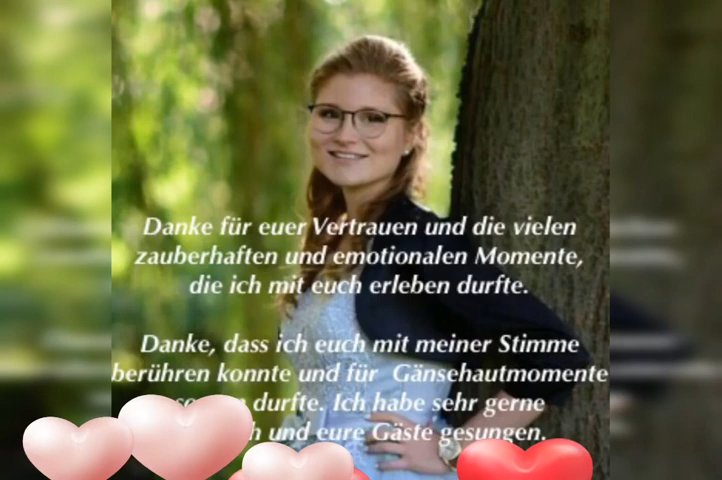 Danke für euer Vertrauen und die vielen
zauberhaften und emotionalen Momente,
die ich mit euch erleben durfte.
Danke, dass ich euch mit meiner Stimme
berühren konnte und für Gänsehautmomente
durfte. Ich habe sehr gerne
und eure Gäste gesungen.